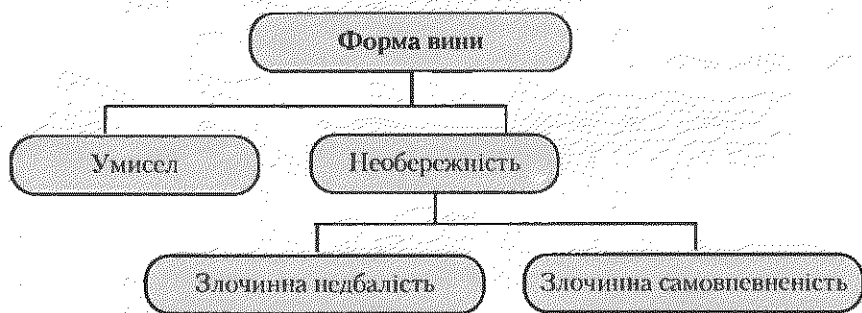 Форма вини
Умисел
Необережність
Злочинна недбалість
Злочинна самовпевненість